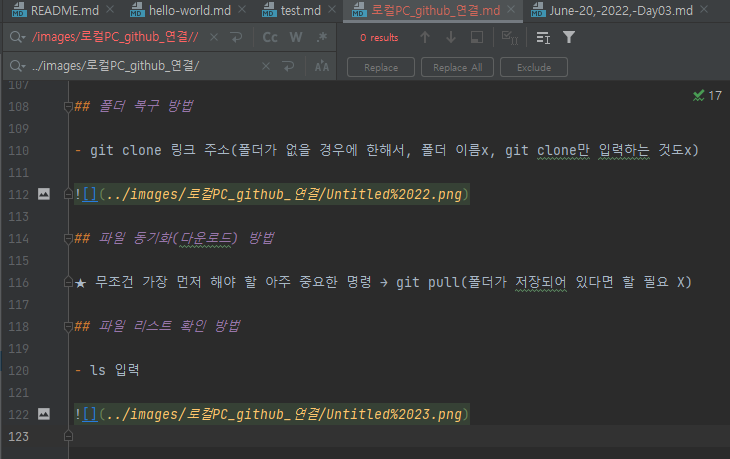 README.md hello-world.md test.md 로컬PC_github_연결.md June-20,-2022,-Day03.md
/images/로컬PC_github_연결// Cc W .* 0 results
../images/로컬PC_github_연결/ Replace Replace All Exclude
107
108 ## 폴더 복구 방법 17
109
110 - git clone 링크 주소(폴더가 없을 경우에 한해서, 폴더 이름x, git clone만 입력하는 것도x)
111
112 ![](../images/로컬PC_github_연결/Untitled%2022.png)
113
114 ## 파일 동기화(다운로드) 방법
115
116 ★ 무조건 가장 먼저 해야 할 아주 중요한 명령 → git pull(폴더가 저장되어 있다면 할 필요 X)
117
118 ## 파일 리스트 확인 방법
119
120 - ls 입력
121
122 ![](../images/로컬PC_github_연결/Untitled%2023.png)
123